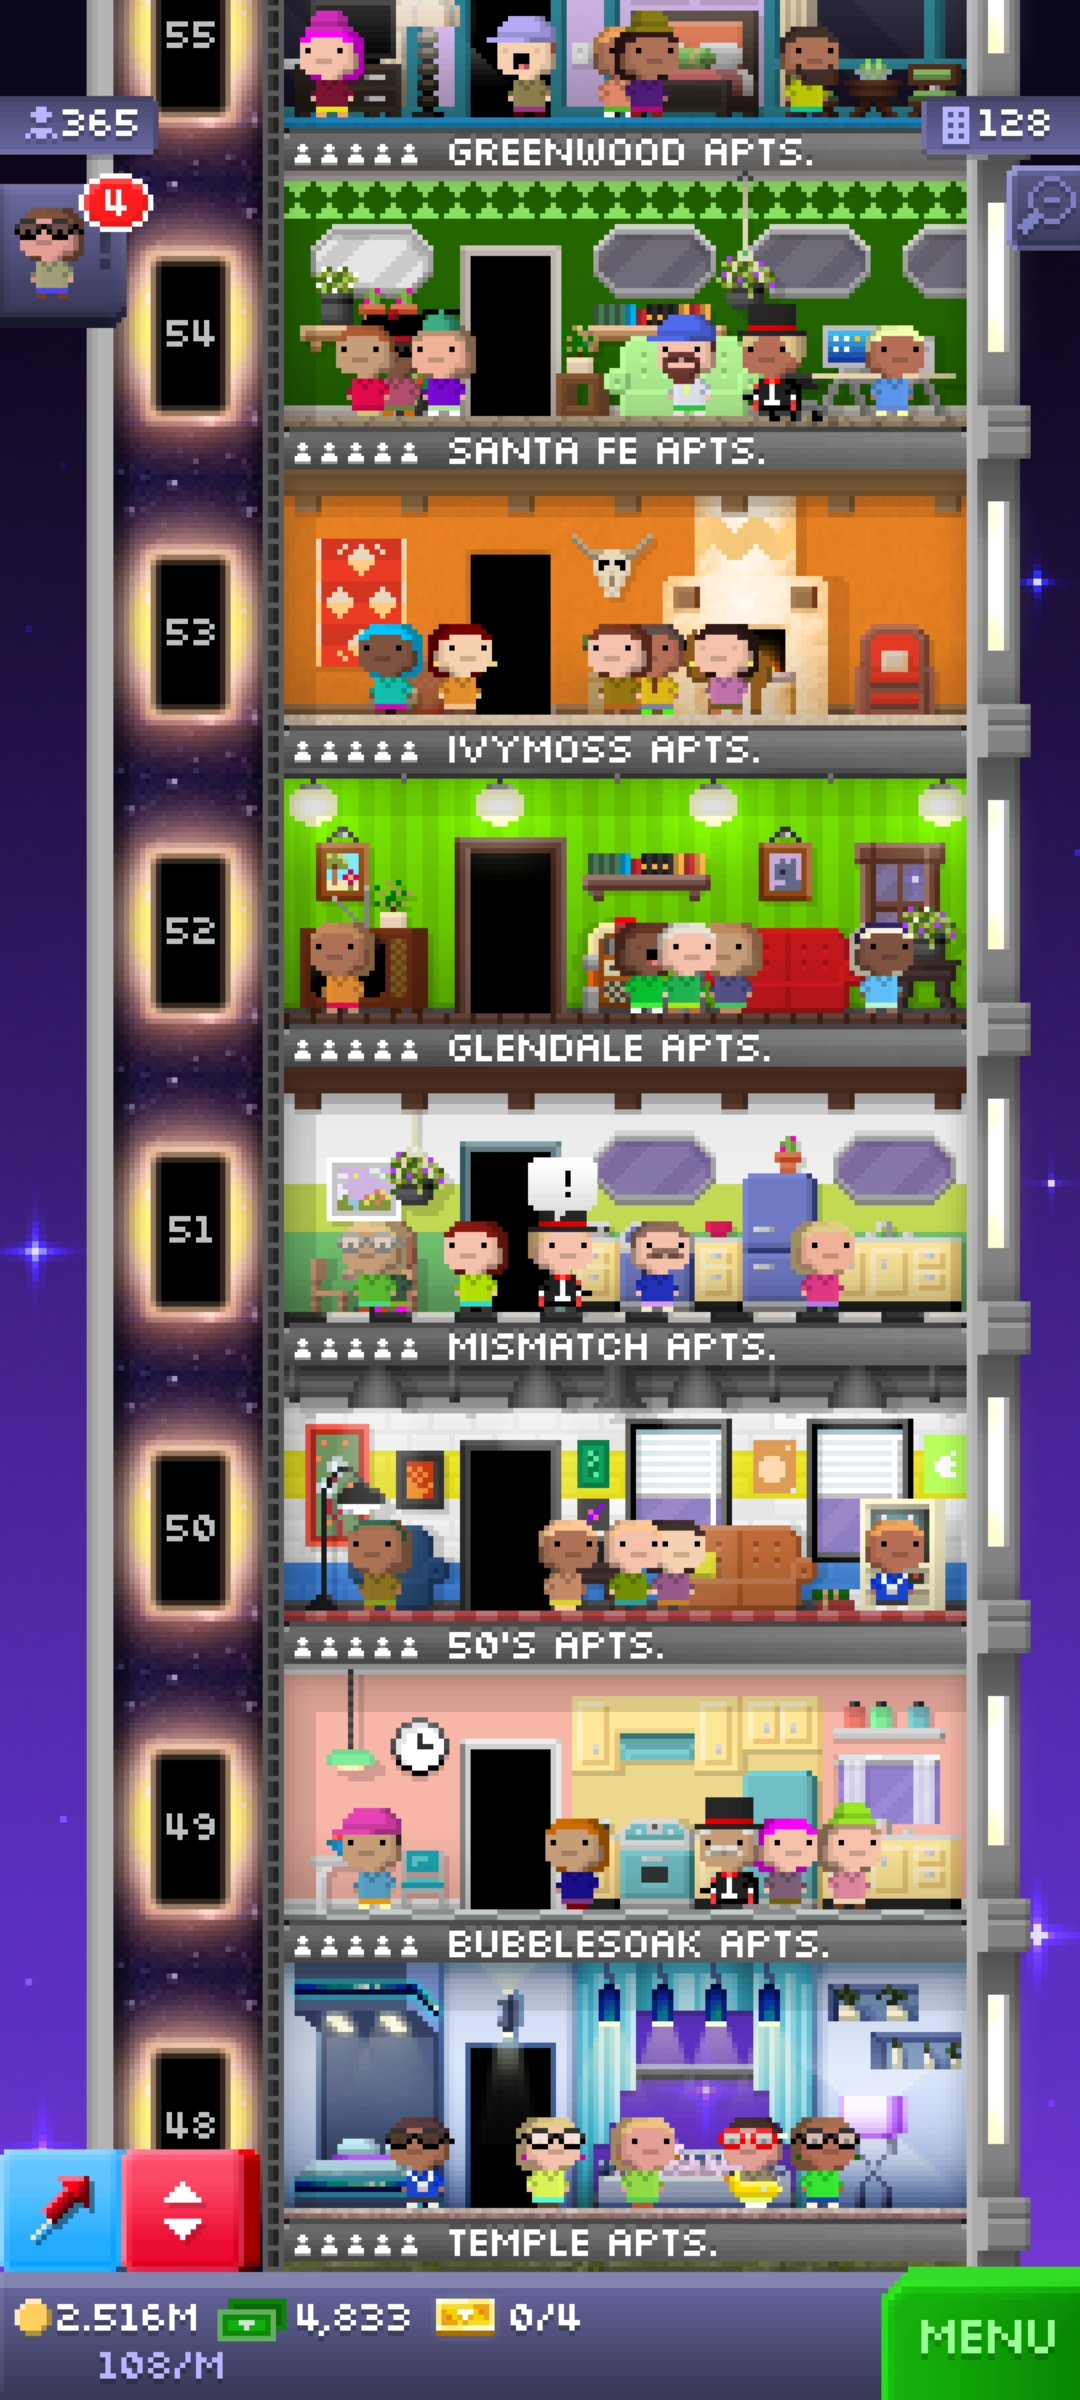 55
365
128
GREENWOOD APTS.
4
54
SANTA FE APTS.
53
IVYMOSS APTS.
52
GLENDALE APTS.
51
!
MISMATCH APTS.
50
50'S APTS.
49
BUBBLESOAK APTS.
48
TEMPLE APTS.
2.516M 4,833 0/4
108/M
MENU